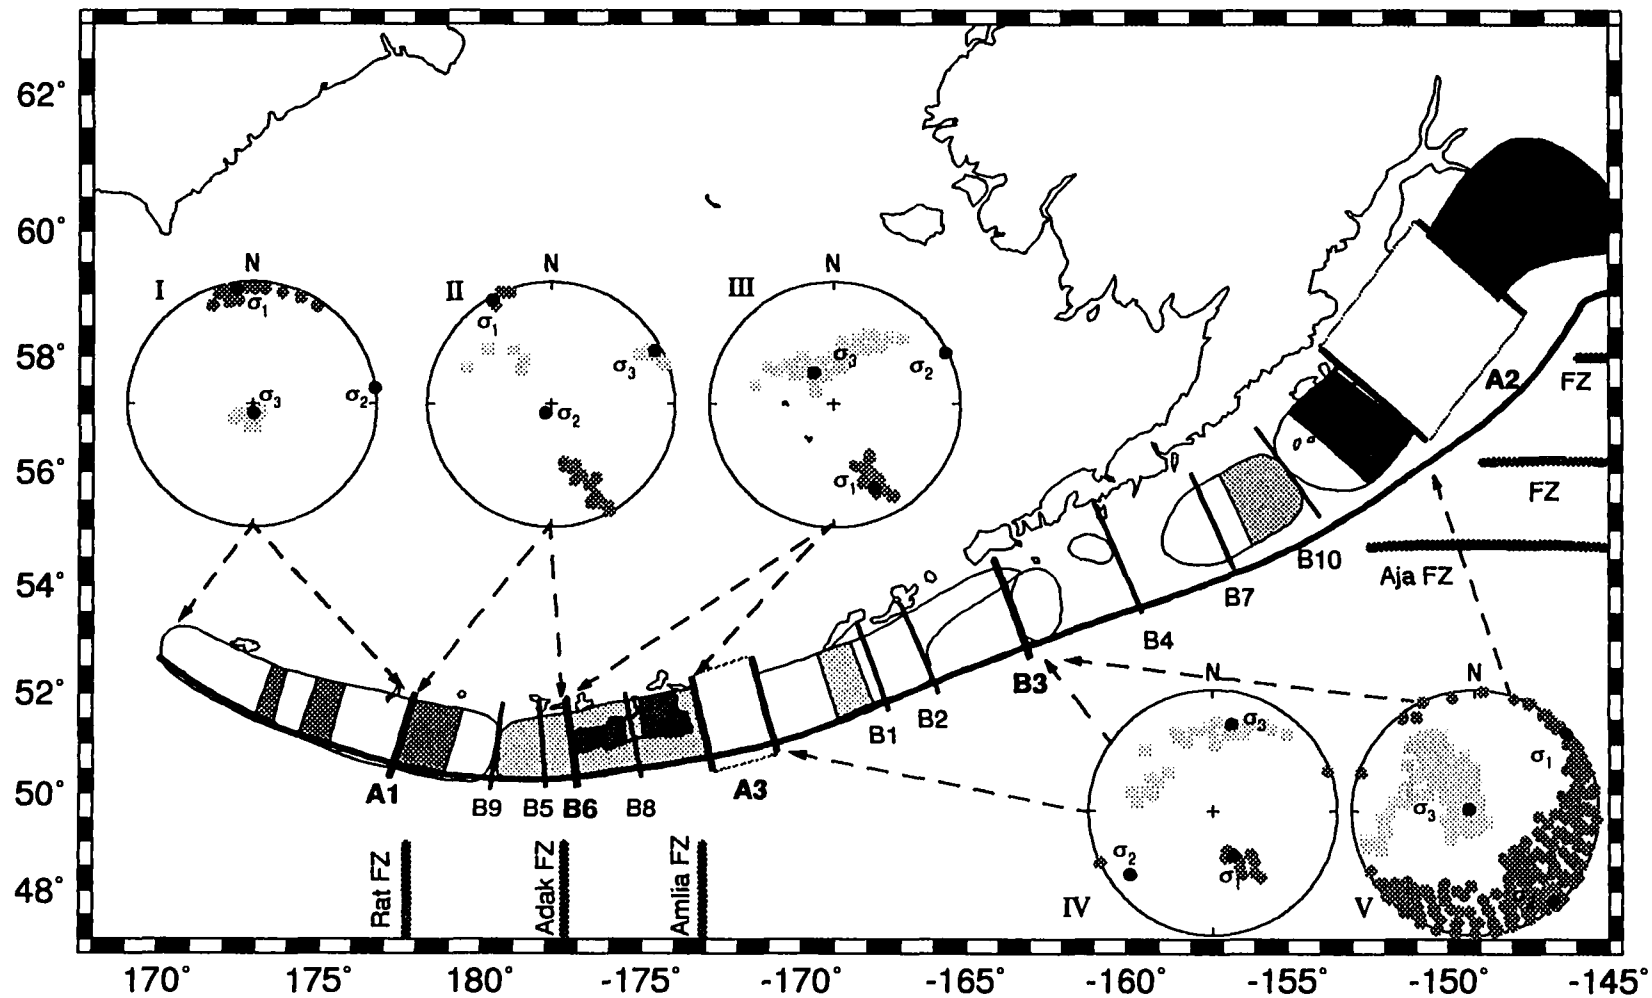 62°
60°
58°
56°
54°
52°
50°
48°
I
N
σ1
σ3
σ2
II
N
σ1
σ3
σ2
III
N
σ3
σ2
σ1
A2
FZ
FZ
Aja FZ
B10
B7
B4
B3
B2
B1
A3
B8
B6
B5
B9
A1
Rat FZ
Adak FZ
Amlia FZ
N
σ3
σ2
σ1
IV
N
σ1
σ3
V
170°
175°
180°
-175°
-170°
-165°
-160°
-155°
-150°
-145°